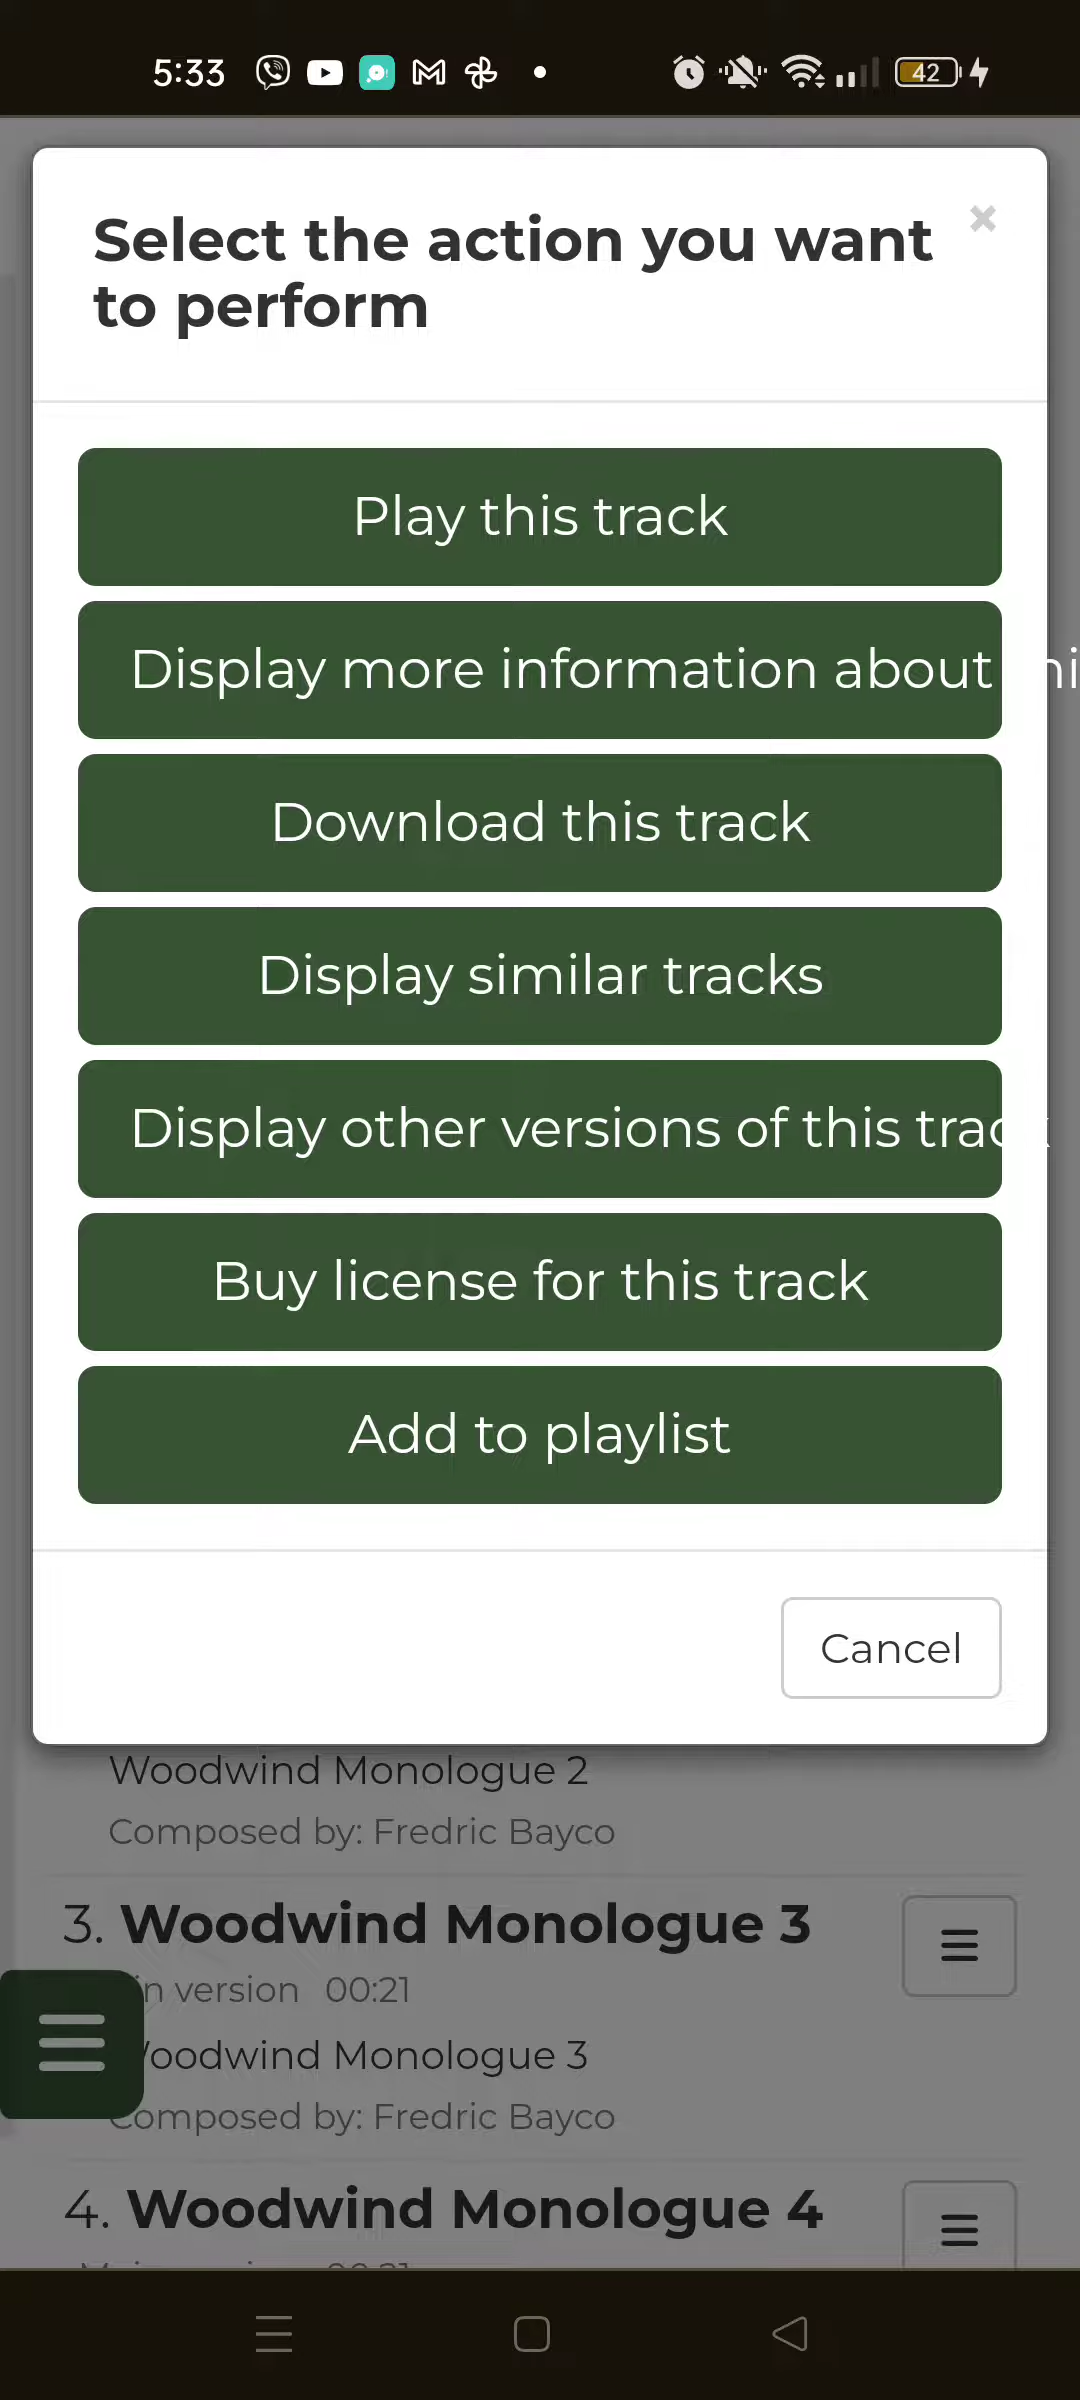 5:33
42
Select the action you want
to perform
×
Play this track
Display more information about
Download this track
Display similar tracks
Display other versions of this track
Buy license for this track
Add to playlist
Cancel
Woodwind Monologue 2
Composed by: Fredric Bayco
3. Woodwind Monologue 3
in version 00:21
oodwind Monologue 3
Composed by: Fredric Bayco
4. Woodwind Monologue 4